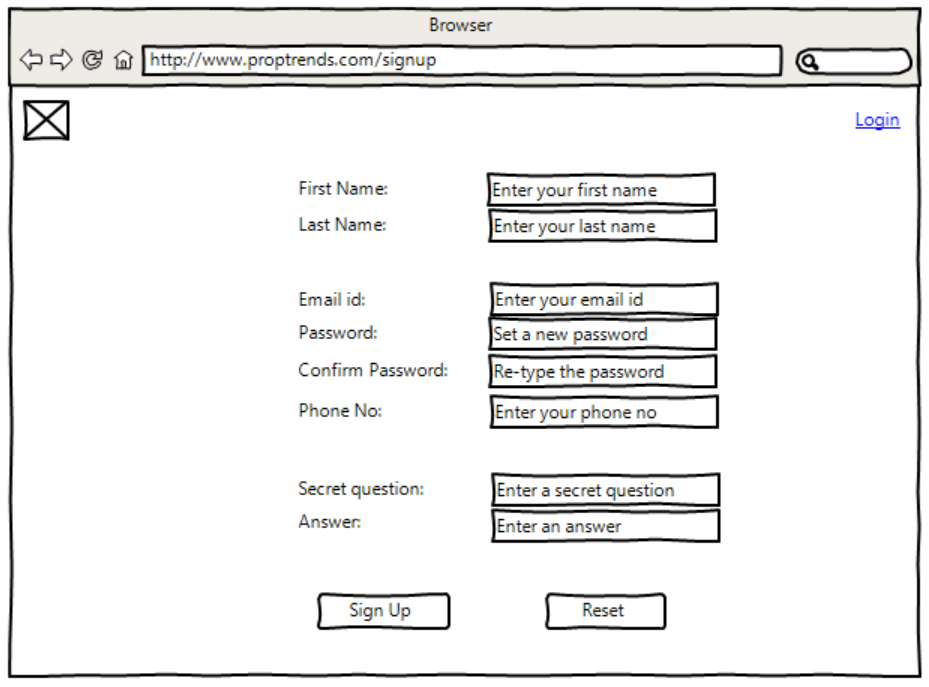 Browser
http://www.proptrends.com/signup
Login
First Name: Enter your first name
Last Name: Enter your last name
Email id: Enter your email id
Password: Set a new password
Confirm Password: Re-type the password
Phone No: Enter your phone no
Secret question: Enter a secret question
Answer: Enter an answer
Sign Up Reset